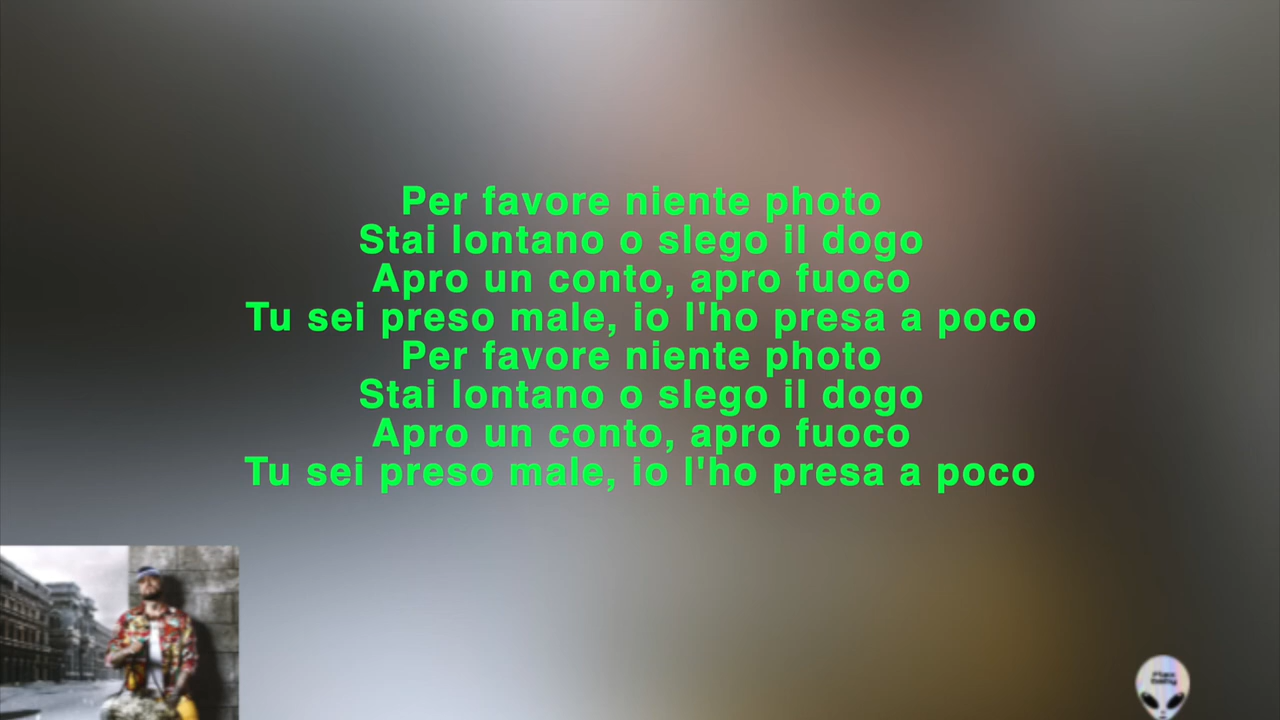 Per favore niente photo
Stai lontano o slego il dogo
Apro un conto, apro fuoco
Tu sei preso male, io l'ho presa a poco
Per favore niente photo
Stai lontano o slego il dogo
Apro un conto, apro fuoco
Tu sei preso male, io l'ho presa a poco